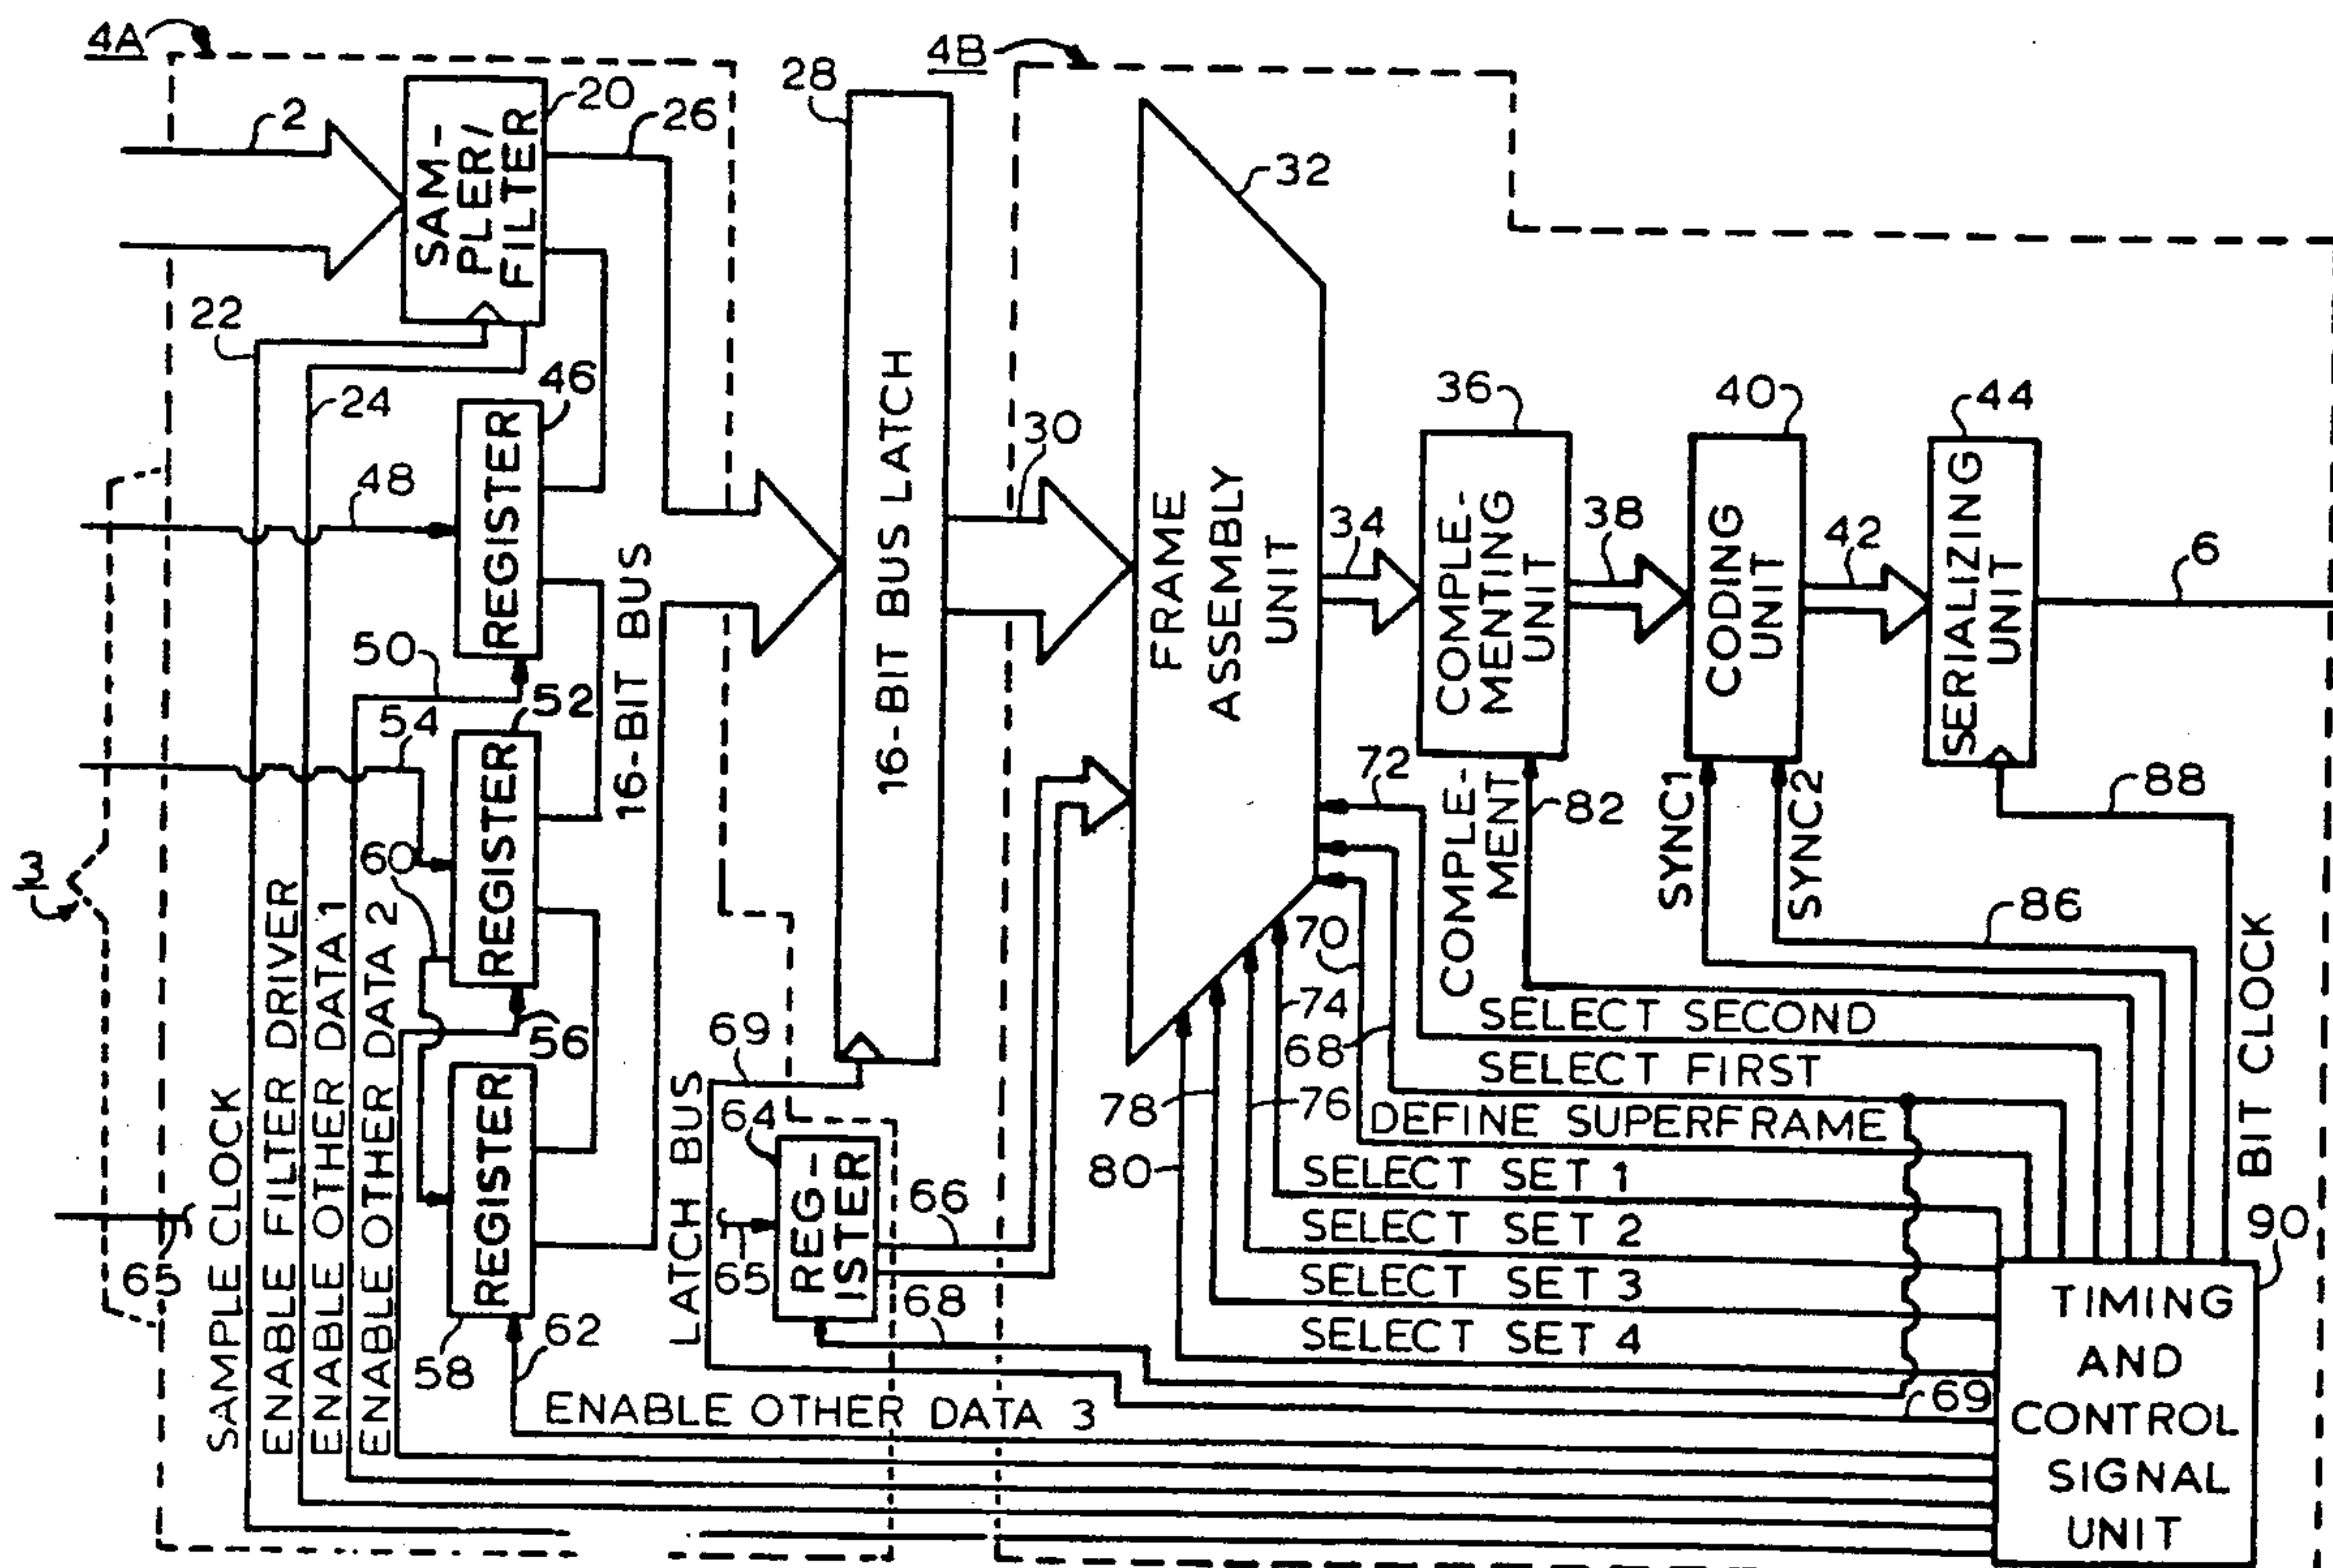 4A
4B
2
20
26
28
32
SAM-
PLER/
FILTER
22
24
46
REGISTER
48
50
16-BIT BUS
16-BIT BUS LATCH
30
FRAME
ASSEMBLY
UNIT
34
36
COMPLE-
MENTING
UNIT
38
40
CODING
UNIT
42
44
SERIALIZING
UNIT
6
52
54
REGISTER
56
60
3
72
COMPLE-
MENT
82
SYNC1
SYNC2
88
86
BIT CLOCK
70
74
68
76
78
80
SELECT SECOND
SELECT FIRST
DEFINE SUPERFRAME
SELECT SET 1
SELECT SET 2
SELECT SET 3
SELECT SET 4
69
LATCH BUS
64
65
REG-
ISTER
66
68
REGISTER
58
62
65
SAMPLE CLOCK
ENABLE FILTER DRIVER
ENABLE OTHER DATA 1
ENABLE OTHER DATA 2
ENABLE OTHER DATA 3
69
90
TIMING
AND
CONTROL
SIGNAL
UNIT